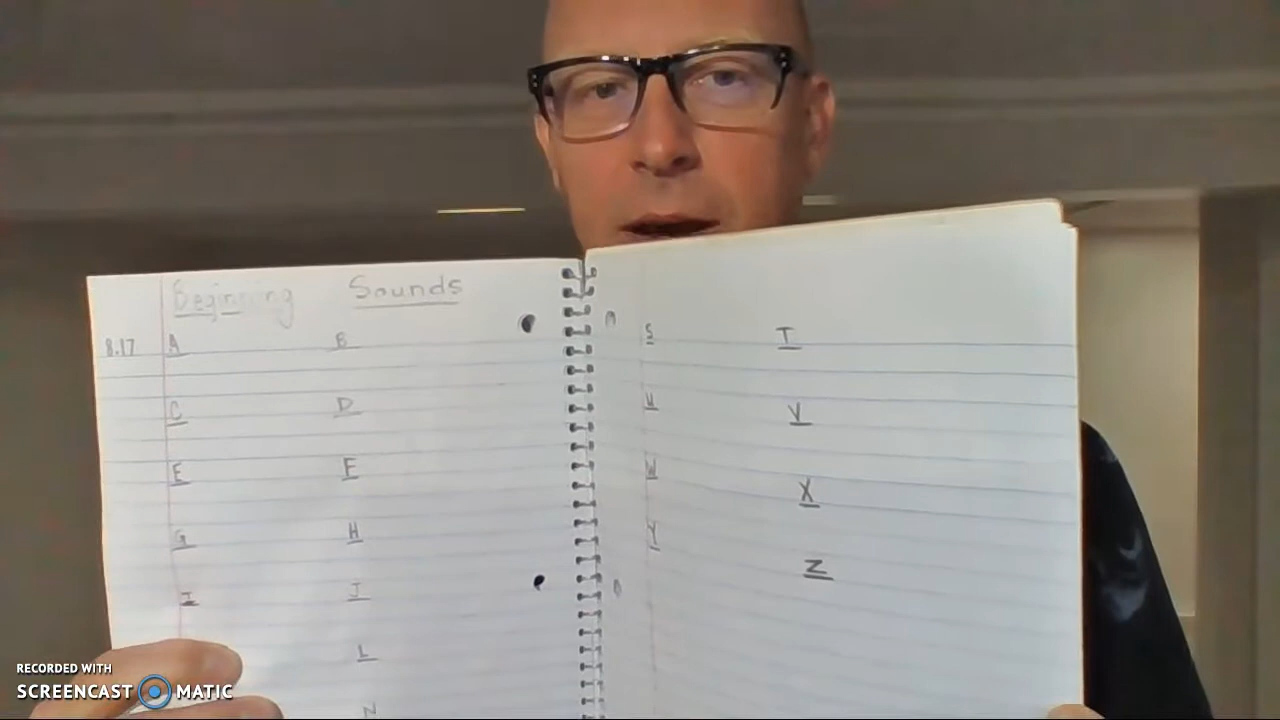 Beginning Sounds
8.17 A B
C D
E F
G H
I J
L
N
S T
U V
W X
Y Z
RECORDED WITH
SCREENCAST MATIC